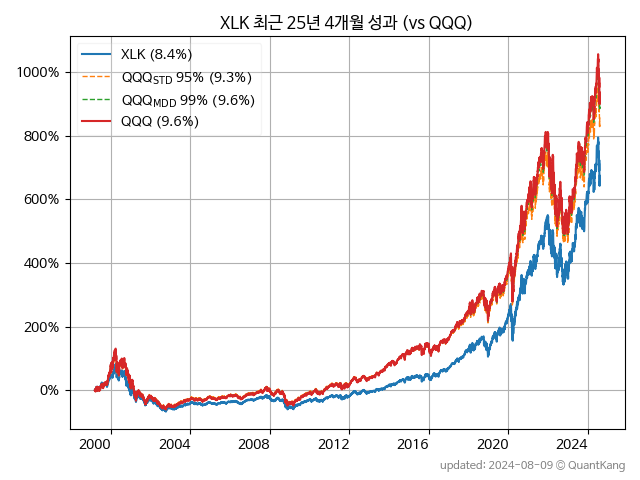 XLK 최근 25년 4개월 성과 (vs QQQ)
XLK (8.4%)
QQQSTD 95% (9.3%)
QQQMDD 99% (9.6%)
QQQ (9.6%)
1000%
800%
600%
400%
200%
0%
2000 2004 2008 2012 2016 2020 2024
updated: 2024-08-09 © QuantKang